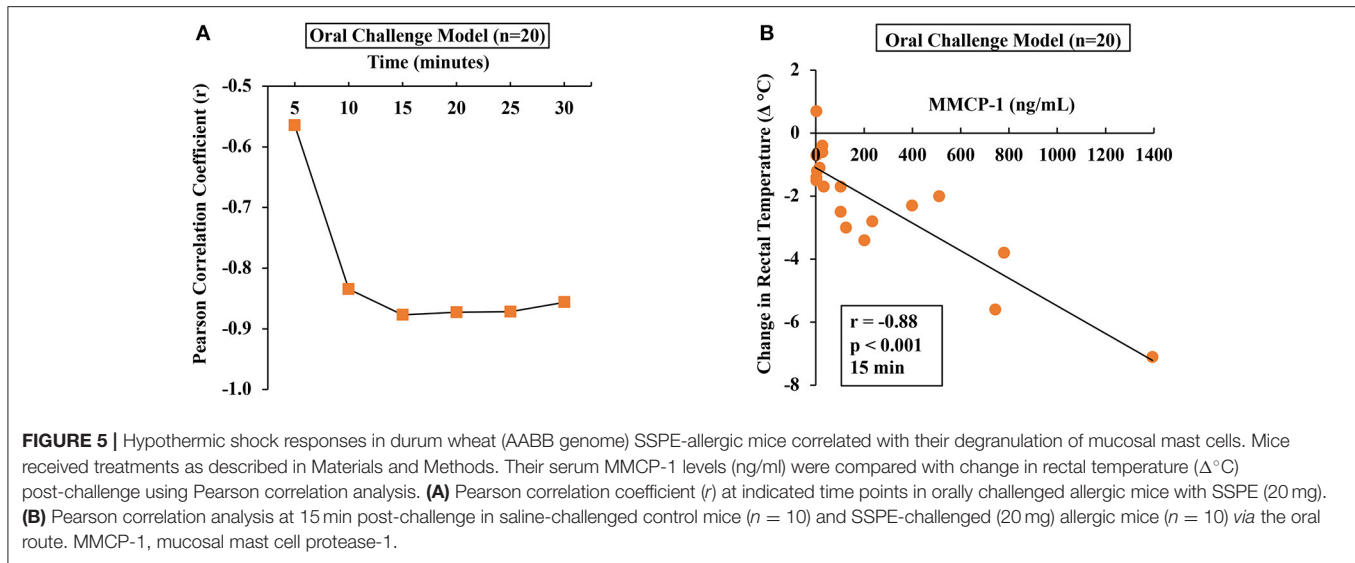 A
Oral Challenge Model (n=20)
Time (minutes)
-0.5
5 10 15 20 25 30
-0.6
-0.7
-0.8
-0.9
-1.0
Pearson Correlation Coefficient (r)
B
Oral Challenge Model (n=20)
2
MMCP-1 (ng/mL)
0
0 200 400 600 800 1000 1200 1400
-2
-4
-6
-8
Change in Rectal Temperature (Δ °C)
r = -0.88
p < 0.001
15 min
FIGURE 5 | Hypothermic shock responses in durum wheat (AABB genome) SSPE-allergic mice correlated with their degranulation of mucosal mast cells. Mice
received treatments as described in Materials and Methods. Their serum MMCP-1 levels (ng/ml) were compared with change in rectal temperature (Δ°C)
post-challenge using Pearson correlation analysis. (A) Pearson correlation coefficient (r) at indicated time points in orally challenged allergic mice with SSPE (20 mg).
(B) Pearson correlation analysis at 15 min post-challenge in saline-challenged control mice (n = 10) and SSPE-challenged (20 mg) allergic mice (n = 10) via the oral
route. MMCP-1, mucosal mast cell protease-1.